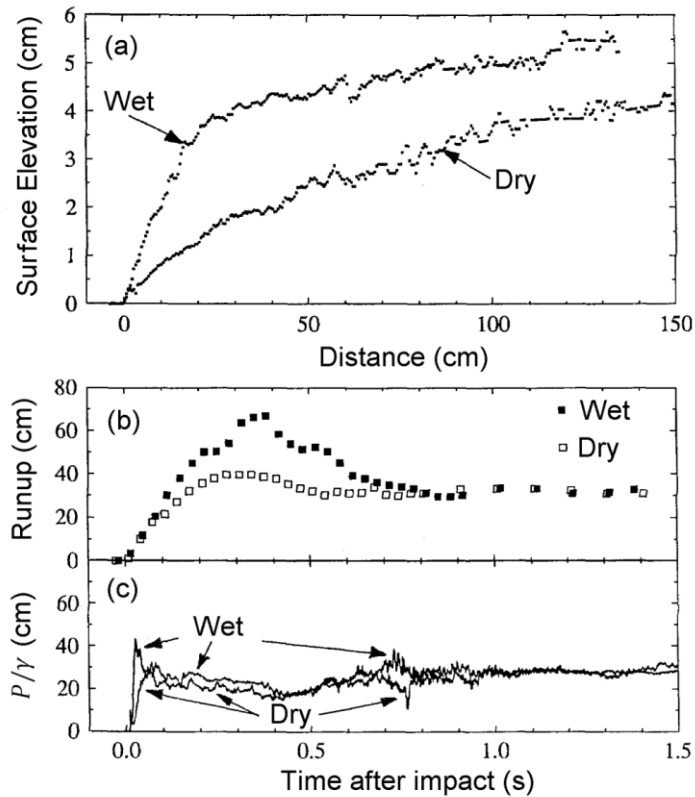 (a)
Wet
Dry
Surface Elevation (cm)
6
5
4
3
2
1
0
0 50 100 150
Distance (cm)
(b)
Wet
Dry
Runup (cm)
80
60
40
20
0
(c)
Wet
Dry
P/γ (cm)
60
40
20
0
0.0 0.5 1.0 1.5
Time after impact (s)